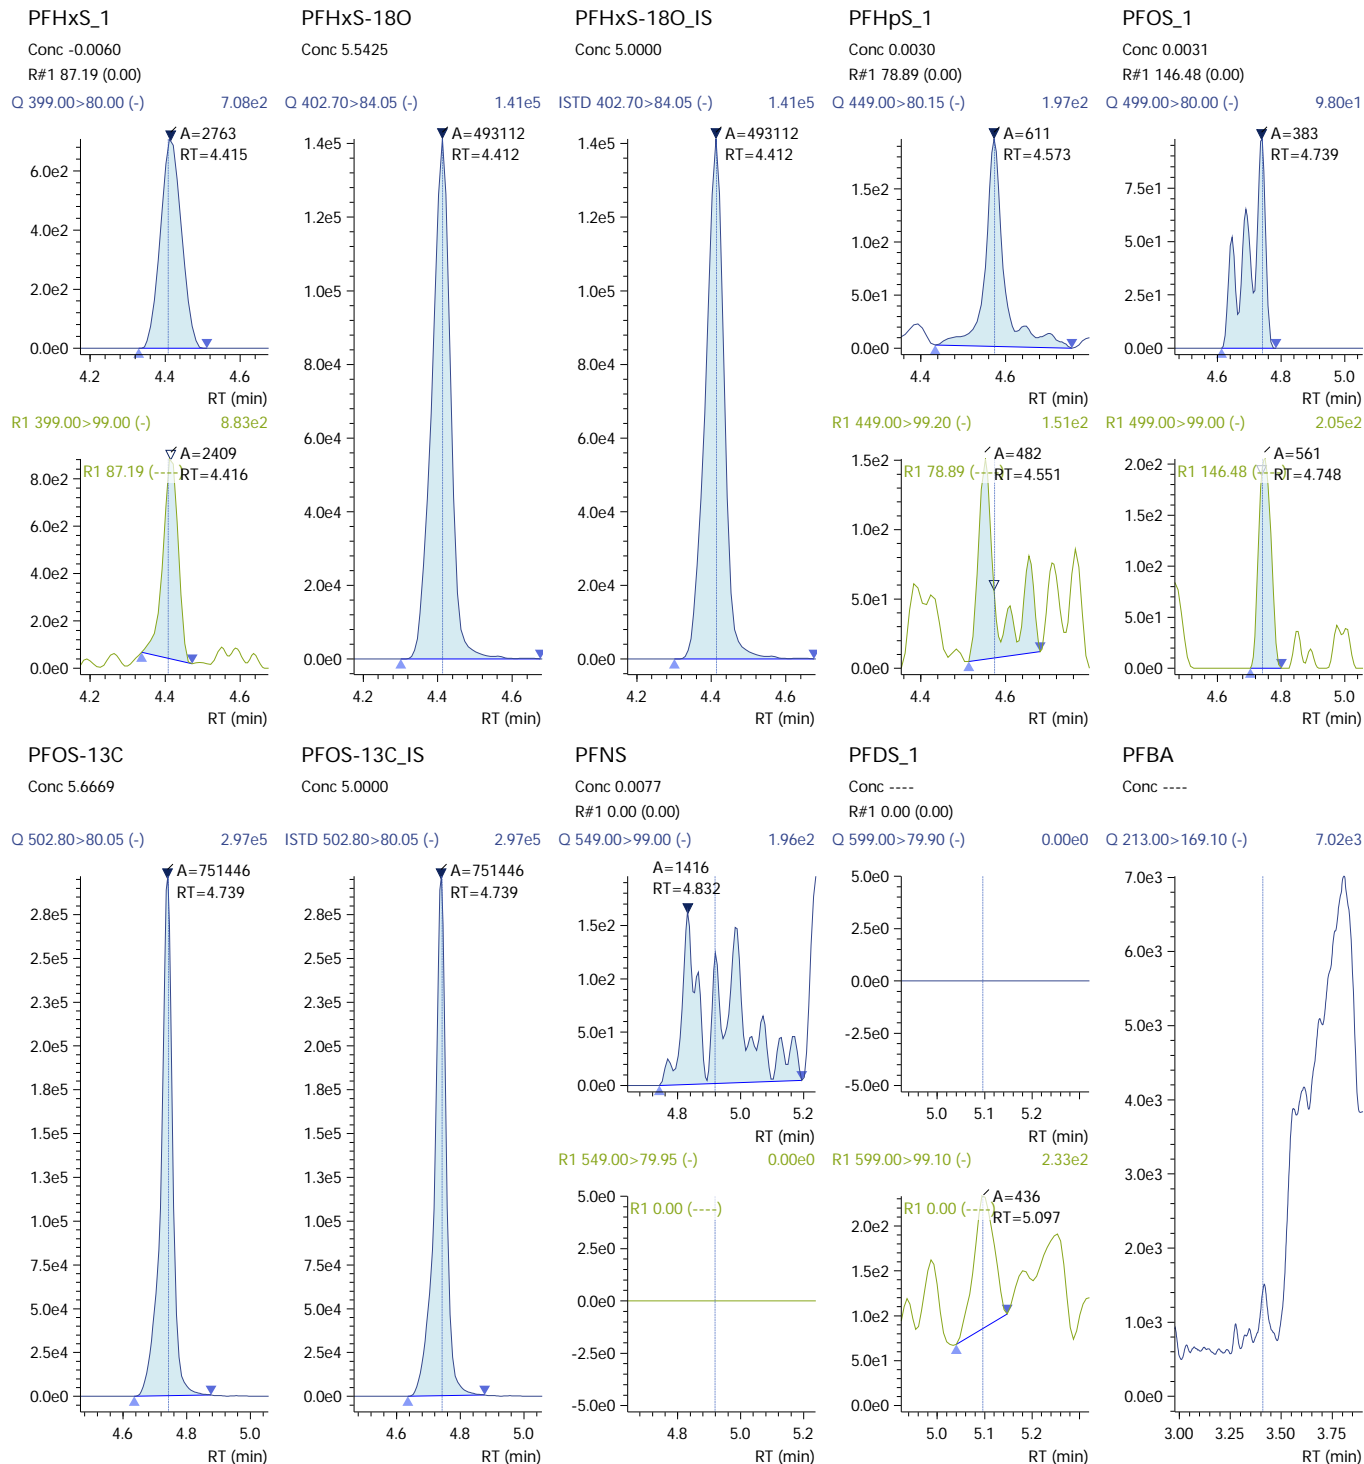 PFHxS_1
Conc -0.0060
R#1 87.19 (0.00)
Q 399.00>80.00 (-) 7.08e2
A=2763
RT=4.415
6.0e2
4.0e2
2.0e2
0.0e0
4.2 4.4 4.6
RT (min)
R1 399.00>99.00 (-) 8.83e2
R1 87.19 (----)
A=2409
RT=4.416
8.0e2
6.0e2
4.0e2
2.0e2
0.0e0
4.2 4.4 4.6
RT (min)
PFHxS-18O
Conc 5.5425
Q 402.70>84.05 (-) 1.41e5
A=493112
RT=4.412
1.4e5
1.2e5
1.0e5
8.0e4
6.0e4
4.0e4
2.0e4
0.0e0
4.2 4.4 4.6
RT (min)
PFHxS-18O_IS
Conc 5.0000
ISTD 402.70>84.05 (-) 1.41e5
A=493112
RT=4.412
1.4e5
1.2e5
1.0e5
8.0e4
6.0e4
4.0e4
2.0e4
0.0e0
4.2 4.4 4.6
RT (min)
PFHpS_1
Conc 0.0030
R#1 78.89 (0.00)
Q 449.00>80.15 (-) 1.97e2
A=611
RT=4.573
1.5e2
1.0e2
5.0e1
0.0e0
4.4 4.6
RT (min)
R1 449.00>99.20 (-) 1.51e2
R1 78.89 (----)
A=482
RT=4.551
1.5e2
1.0e2
5.0e1
0.0e0
4.4 4.6
RT (min)
PFOS_1
Conc 0.0031
R#1 146.48 (0.00)
Q 499.00>80.00 (-) 9.80e1
A=383
RT=4.739
7.5e1
5.0e1
2.5e1
0.0e0
4.6 4.8 5.0
RT (min)
R1 499.00>99.00 (-) 2.05e2
R1 146.48 (----)
A=561
RT=4.748
2.0e2
1.5e2
1.0e2
5.0e1
0.0e0
4.6 4.8 5.0
RT (min)
PFOS-13C
Conc 5.6669
Q 502.80>80.05 (-) 2.97e5
A=751446
RT=4.739
2.8e5
2.5e5
2.3e5
2.0e5
1.8e5
1.5e5
1.3e5
1.0e5
7.5e4
5.0e4
2.5e4
0.0e0
4.6 4.8 5.0
RT (min)
PFOS-13C_IS
Conc 5.0000
ISTD 502.80>80.05 (-) 2.97e5
A=751446
RT=4.739
2.8e5
2.5e5
2.3e5
2.0e5
1.8e5
1.5e5
1.3e5
1.0e5
7.5e4
5.0e4
2.5e4
0.0e0
4.6 4.8 5.0
RT (min)
PFNS
Conc 0.0077
R#1 0.00 (0.00)
Q 549.00>99.00 (-) 1.96e2
A=1416
RT=4.832
1.5e2
1.0e2
5.0e1
0.0e0
4.8 5.0 5.2
RT (min)
R1 549.00>79.95 (-) 0.00e0
R1 0.00 (----)
5.0e0
2.5e0
0.0e0
-2.5e0
-5.0e0
4.8 5.0 5.2
RT (min)
PFDS_1
Conc ----
R#1 0.00 (0.00)
Q 599.00>79.90 (-) 0.00e0
5.0e0
2.5e0
0.0e0
-2.5e0
-5.0e0
5.0 5.1 5.2
RT (min)
R1 599.00>99.10 (-) 2.33e2
R1 0.00 (----)
A=436
RT=5.097
2.0e2
1.5e2
1.0e2
5.0e1
0.0e0
5.0 5.1 5.2
RT (min)
PFBA
Conc ----
Q 213.00>169.10 (-) 7.02e3
7.0e3
6.0e3
5.0e3
4.0e3
3.0e3
2.0e3
1.0e3
0.0e0
3.00 3.25 3.50 3.75
RT (min)